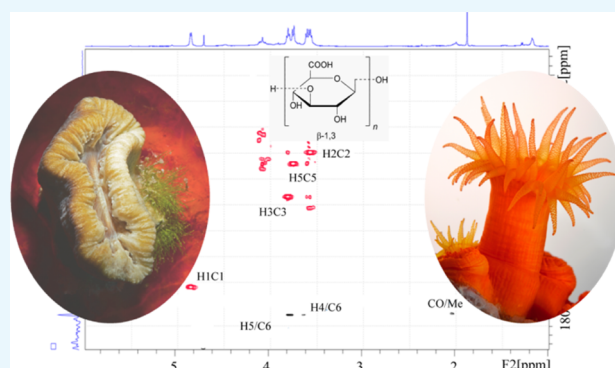 -[ppm]
COOH
H
O
O
OH
OH
OH
n
β-1,3
H2C2
H5C5
H3C3
H1C1
H4/C6
CO/Me
H5/C6
180
5
4
3
2
F2[ppm]